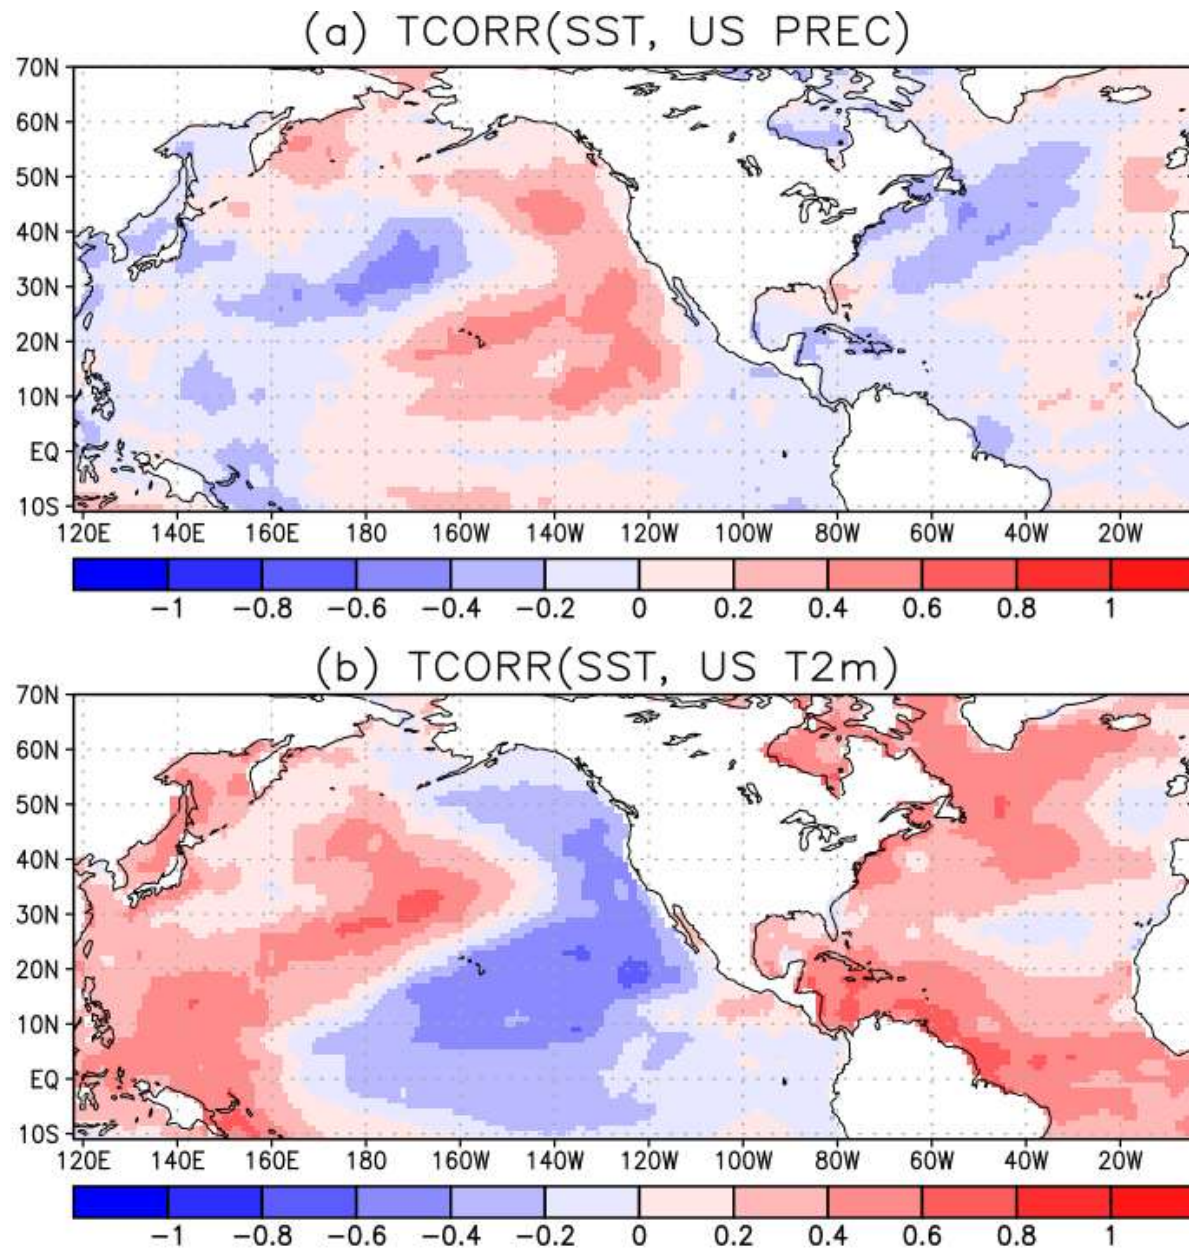 (a) TCORR(SST, US PREC)
70N
60N
50N
40N
30N
20N
10N
EQ
10S
120E 140E 160E 180 160W 140W 120W 100W 80W 60W 40W 20W
−1 −0.8 −0.6 −0.4 −0.2 0 0.2 0.4 0.6 0.8 1
(b) TCORR(SST, US T2m)
70N
60N
50N
40N
30N
20N
10N
EQ
10S
120E 140E 160E 180 160W 140W 120W 100W 80W 60W 40W 20W
−1 −0.8 −0.6 −0.4 −0.2 0 0.2 0.4 0.6 0.8 1